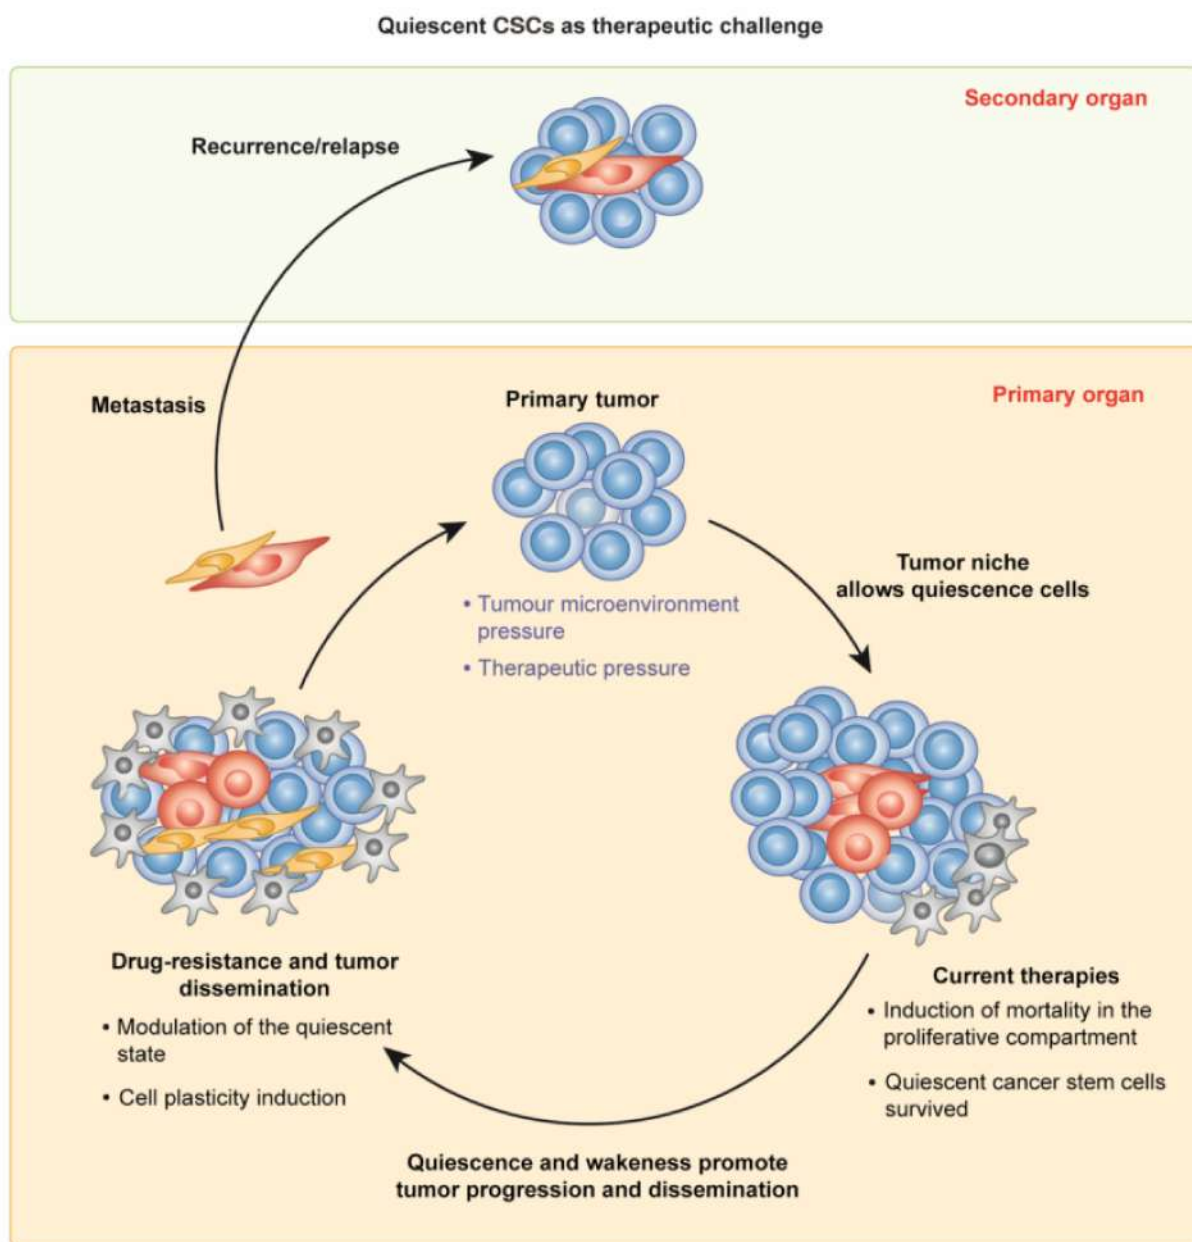 Quiescent CSCs as therapeutic challenge
Secondary organ
Recurrence/relapse
Metastasis
Primary tumor
Primary organ
• Tumour microenvironment
pressure
• Therapeutic pressure
Tumor niche
allows quiescence cells
Drug-resistance and tumor
dissemination
• Modulation of the quiescent
state
• Cell plasticity induction
Current therapies
• Induction of mortality in the
proliferative compartment
• Quiescent cancer stem cells
survived
Quiescence and wakeness promote
tumor progression and dissemination